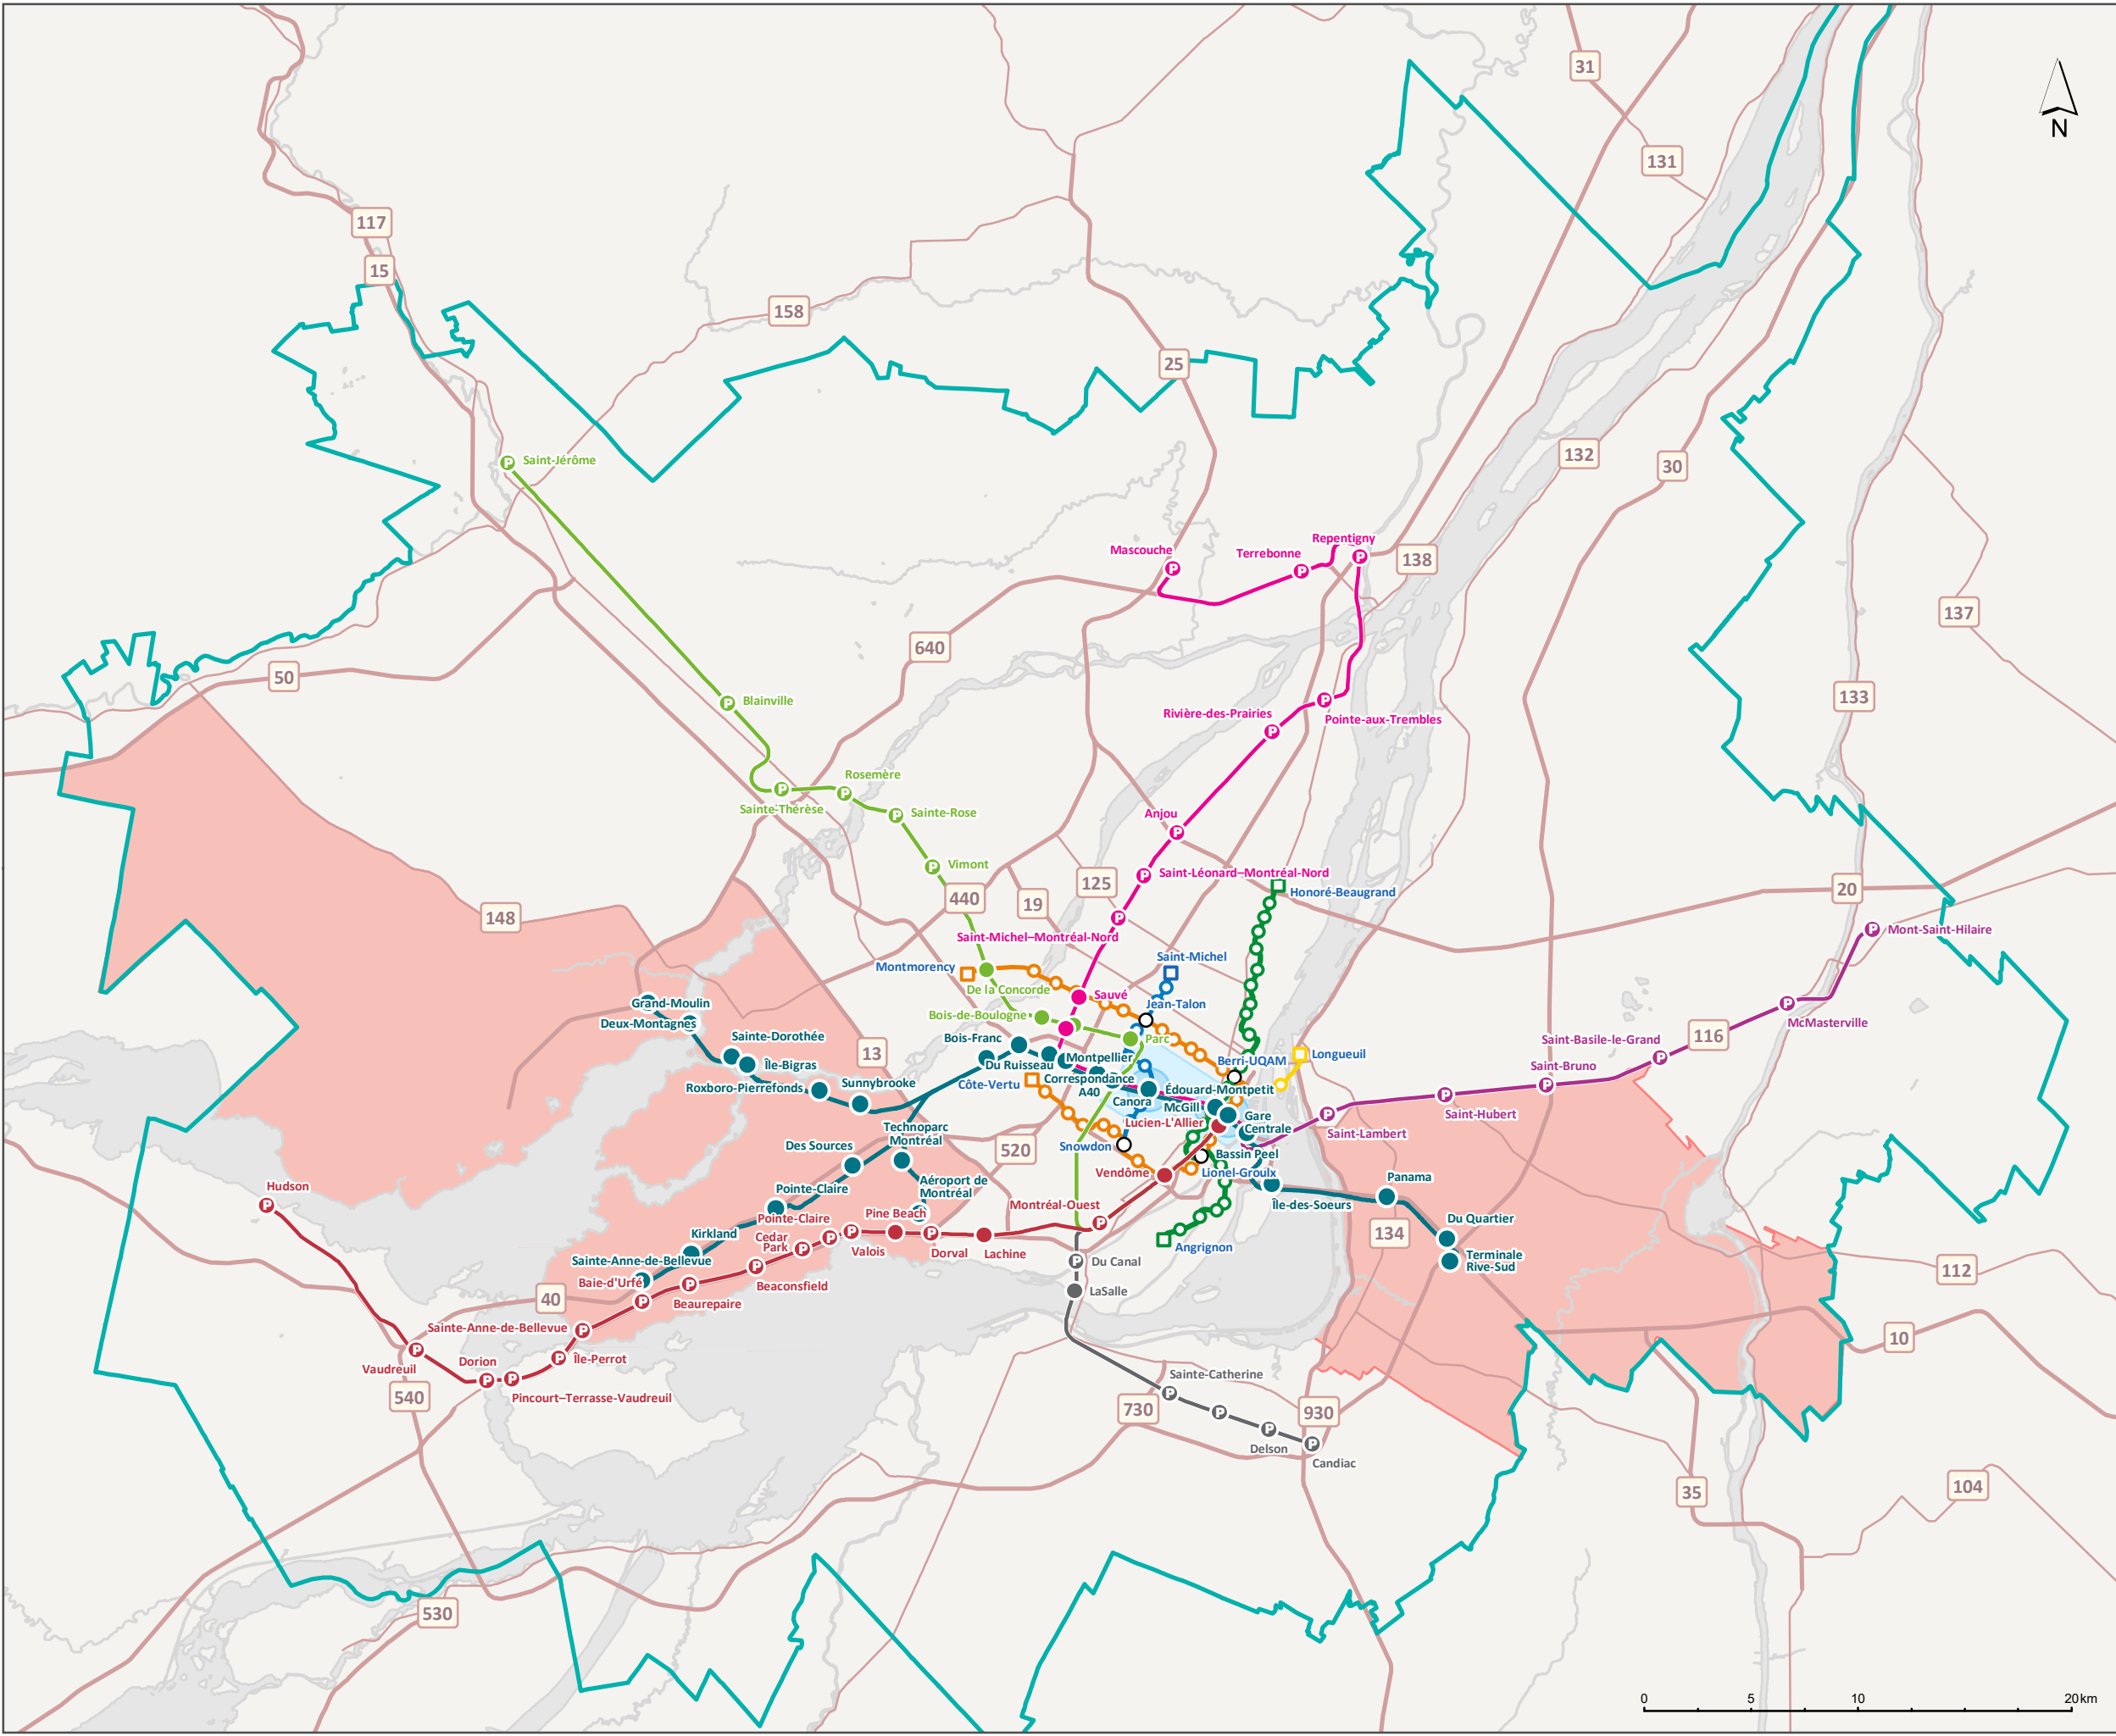 31
N
131
117
15
158
25
132
Saint-Jérôme
30
Repentigny
Mascouche
Terrebonne
138
137
640
50
133
Blainville
Rivière-des-Prairies
Pointe-aux-Trembles
Rosemère
Sainte-Thérèse
Sainte-Rose
Anjou
Vimont
Saint-Léonard–Montréal-Nord
125
440
19
Honoré-Beaugrand
20
148
Saint-Michel–Montréal-Nord
Mont-Saint-Hilaire
Saint-Michel
Montmorency
De la Concorde
Sauvé
Jean-Talon
Grand-Moulin
Deux-Montagnes
Bois-de-Boulogne
McMasterville
116
Sainte-Dorothée
Bois-Franc
Parc
Saint-Basile-le-Grand
13
Montpellier
Longueuil
Île-Bigras
Du Ruisseau
Berri-UQAM
Saint-Bruno
Roxboro-Pierrefonds
Sunnybrooke
Côte-Vertu
Correspondance
A40
Édouard-Montpetit
Canora
McGill
Gare
Centrale
Saint-Hubert
Lucien-L'Allier
Saint-Lambert
Technoparc
Montréal
Des Sources
520
Snowdon
Bassin Peel
Vendôme
Lionel-Groulx
Panama
Hudson
Pointe-Claire
Aéroport de
Montréal
Île-des-Soeurs
Montréal-Ouest
Pine Beach
Pointe-Claire
Du Quartier
Kirkland
Cedar
Park
134
Valois
Dorval
Lachine
Angrignon
Terminale
Rive-Sud
Sainte-Anne-de-Bellevue
Du Canal
112
Baie-d'Urfé
Beaconsfield
LaSalle
40
Beaurepaire
Sainte-Anne-de-Bellevue
10
Vaudreuil
Dorion
Île-Perrot
Sainte-Catherine
540
Pincourt–Terrasse-Vaudreuil
730
930
Delson
Candiac
35
104
530
0 5 10 20km